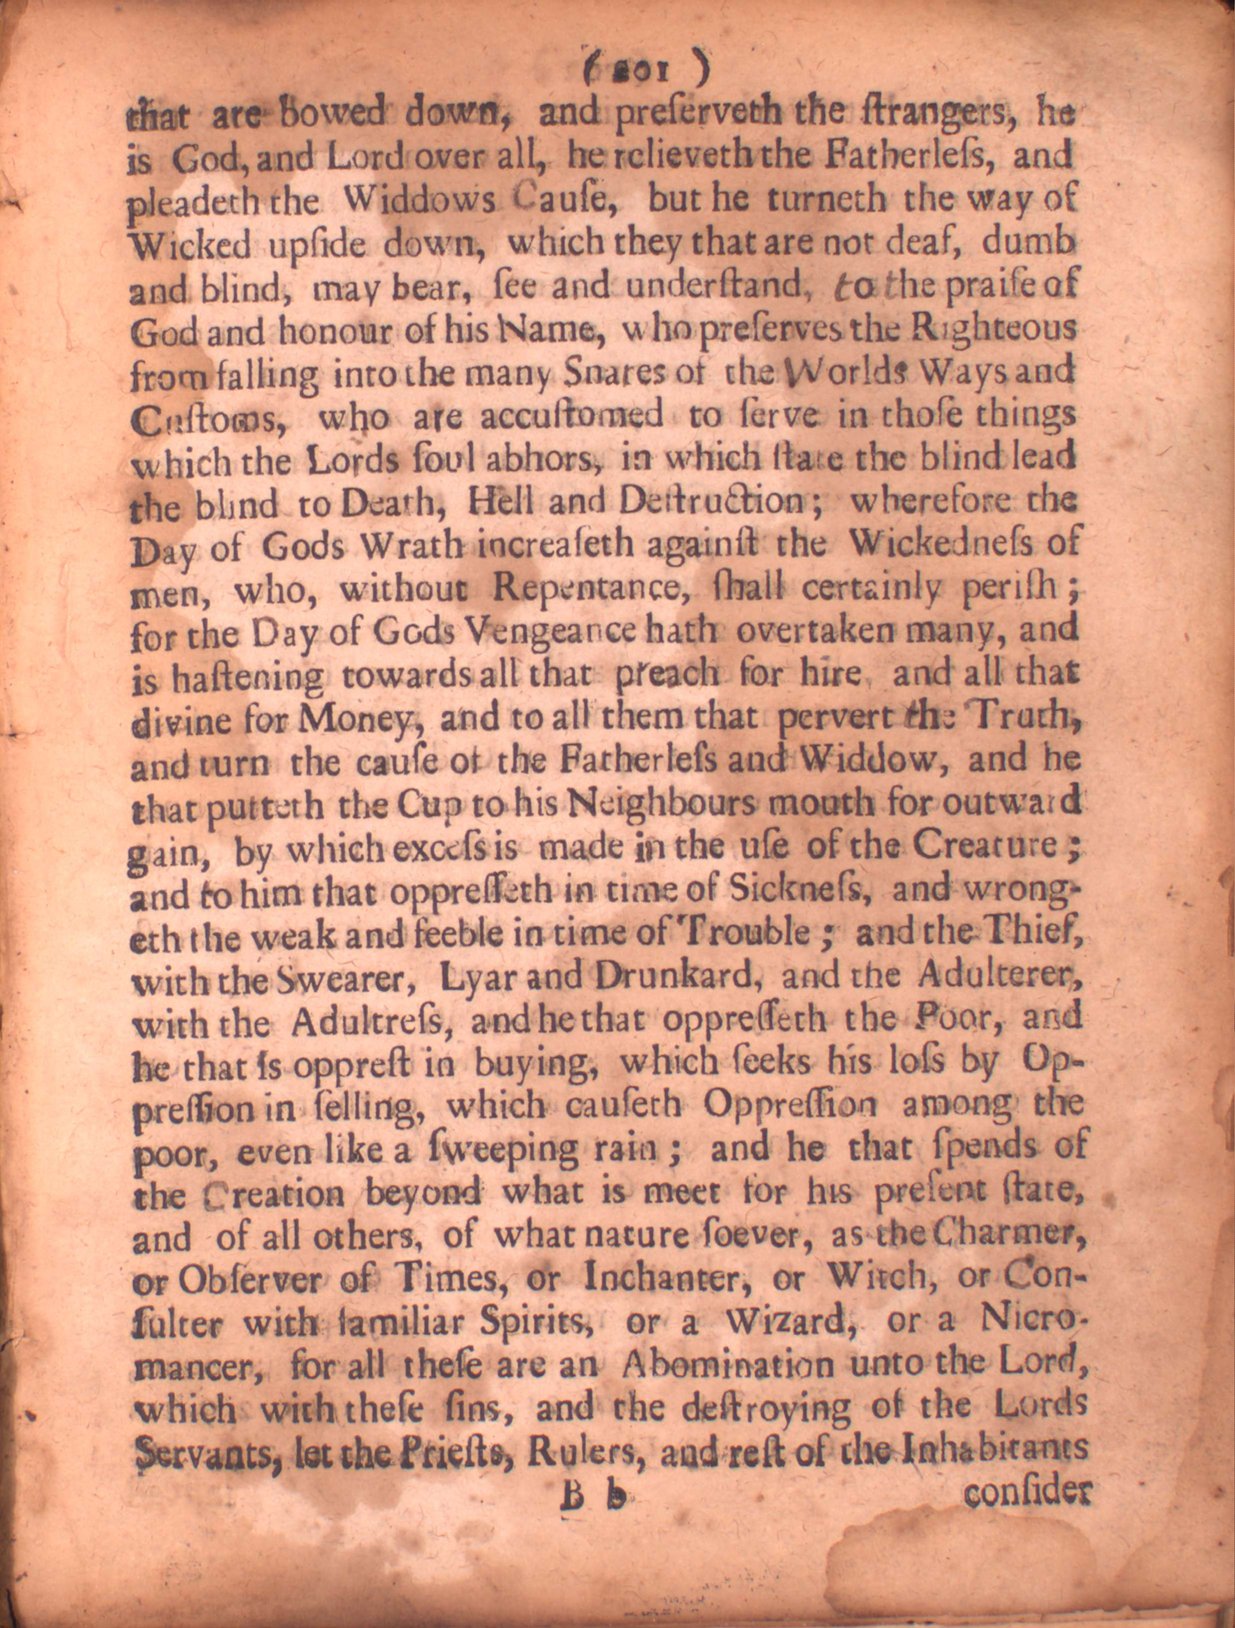 ( 201 )
that are bowed down, and preſerveth the ſtrangers, he
is God, and Lord over all, he relieveth the Fatherleſs, and
pleadeth the Widdows Cauſe, but he turneth the way of
Wicked upſide down, which they that are not deaf, dumb
and blind, may bear, ſee and underſtand, to the praiſe of
God and honour of his Name, who preſerves the Righteous
from falling into the many Snares of the Worlds Ways and
Cuſtoms, who are accuſtomed to ſerve in thoſe things
which the Lords ſoul abhors, in which ſtate the blind lead
the blind to Death, Hell and Deſtruction; wherefore the
Day of Gods Wrath increaſeth againſt the Wickedneſs of
men, who, without Repentance, ſhall certainly periſh;
for the Day of Gods Vengeance hath overtaken many, and
is haſtening towards all that preach for hire, and all that
divine for Money, and to all them that pervert the Truth,
and turn the cauſe of the Fatherleſs and Widdow, and he
that putteth the Cup to his Neighbours mouth for outward
gain, by which exceſs is made in the uſe of the Creature;
and to him that oppreſſeth in time of Sickneſs, and wrong-
eth the weak and feeble in time of Trouble; and the Thief,
with the Swearer, Lyar and Drunkard, and the Adulterer,
with the Adultreſs, and he that oppreſſeth the Poor, and
he that is oppreſt in buying, which ſeeks his loſs by Op-
preſſion in ſelling, which cauſeth Oppreſſion among the
poor, even like a ſweeping rain; and he that ſpends of
the Creation beyond what is meet for his preſent ſtate,
and of all others, of what nature ſoever, as the Charmer,
or Obſerver of Times, or Inchanter, or Witch, or Con-
ſulter with familiar Spirits, or a Wizard, or a Nicro-
mancer, for all theſe are an Abomination unto the Lord,
which with theſe ſins, and the deſtroying of the Lords
Servants, let the Prieſts, Rulers, and reſt of the Inhabitants
B b consider